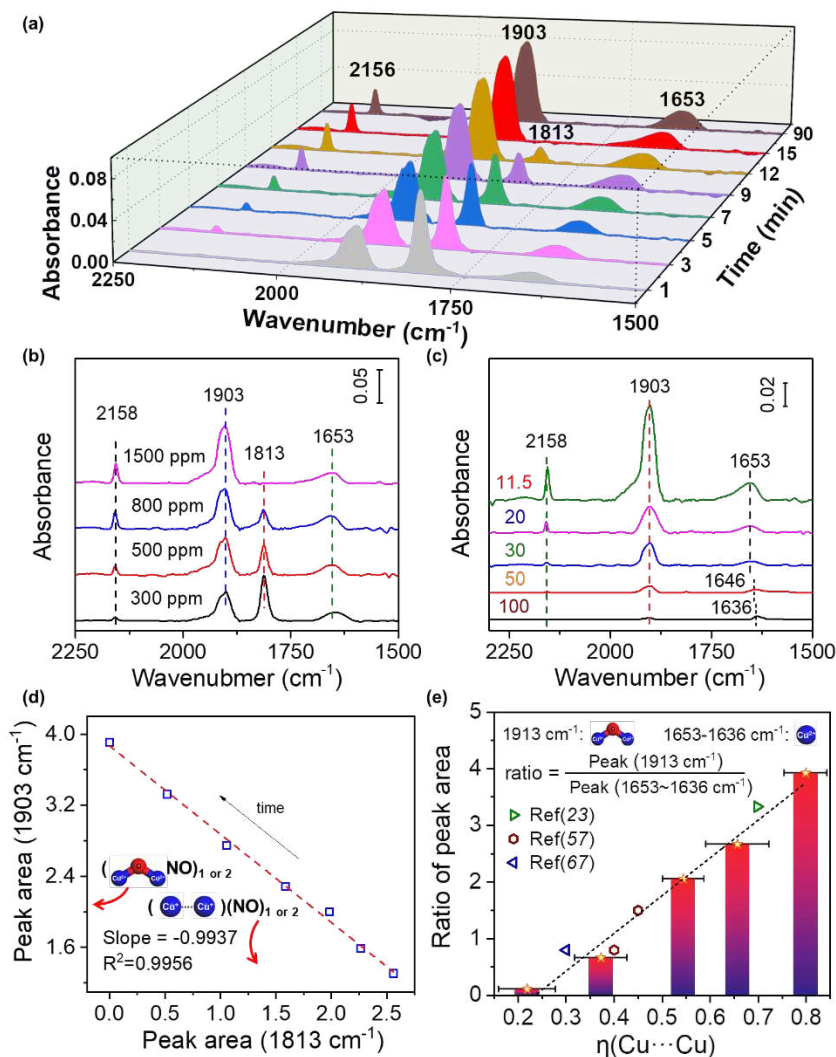 (a)
1903
2156
1653
1813
0.08
0.04
0.00
Absorbance
2250
2000
1750
1500
Wavenumber (cm-1)
1
3
5
7
9
12
15
90
Time (min)
(b)
0.05
1903
2158
1813
1653
1500 ppm
800 ppm
500 ppm
300 ppm
Absorbance
2250
2000
1750
1500
Wavenubmer (cm-1)
(c)
0.02
1903
2158
1653
11.5
20
30
50
100
1646
1636
Absorbance
2250
2000
1750
1500
Wavenumber (cm-1)
(d)
4.0
3.2
2.4
1.6
Peak area (1903 cm-1)
time
( Cu2+ O Cu2+ NO)1 or 2
( Cu+ Cu+ )(NO)1 or 2
Slope = -0.9937
R2=0.9956
0.0 0.5 1.0 1.5 2.0 2.5
Peak area (1813 cm-1)
(e)
5
4
3
2
1
0
Ratio of peak area
1913 cm-1: Cu2+ O Cu2+ 1653-1636 cm-1: Cu2+
ratio = Peak (1913 cm-1)
Peak (1653~1636 cm-1)
Ref(23)
Ref(57)
Ref(67)
0.2 0.3 0.4 0.5 0.6 0.7 0.8
η(Cu···Cu)